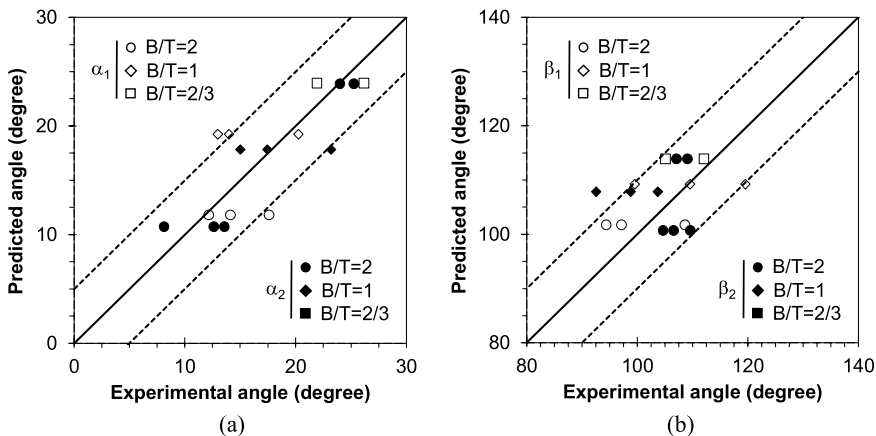 30
20
10
0
0
10
20
30
Predicted angle (degree)
Experimental angle (degree)
α1
B/T=2
B/T=1
B/T=2/3
α2
B/T=2
B/T=1
B/T=2/3
(a)
140
120
100
80
80
100
120
140
Predicted angle (degree)
Experimental angle (degree)
β1
B/T=2
B/T=1
B/T=2/3
β2
B/T=2
B/T=1
B/T=2/3
(b)